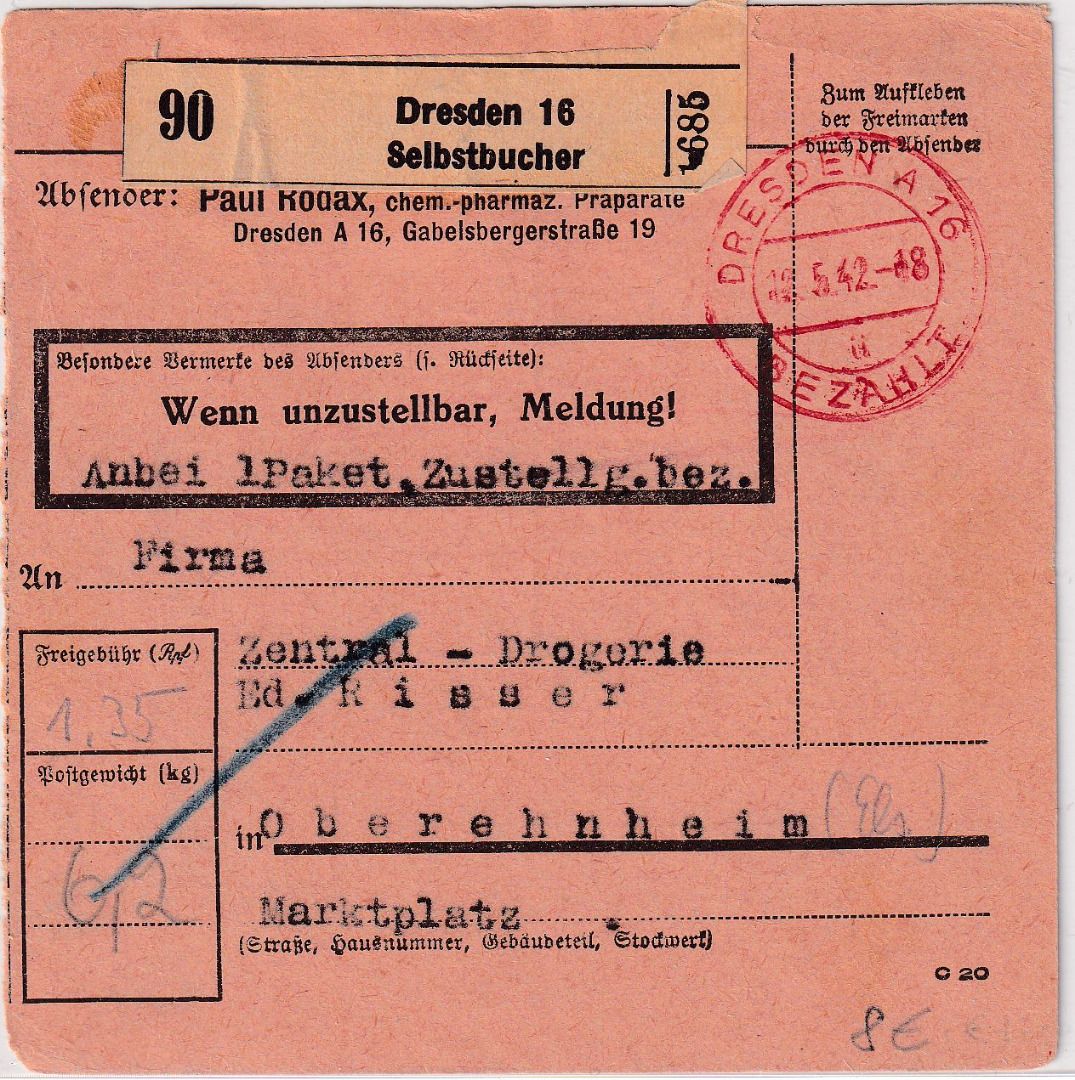 90
Dresden 16
Selbstbucher
685
Zum Aufkleben
der Freimarken
durch den Absender
Absender: Paul Rodax, chem.-pharmaz. Präparate
Dresden A 16, Gabelsbergerstraße 19
DRESDEN A 16
5.42.-18
ü
BEZAHLT
Besondere Vermerke des Absenders (s. Rückseite):
Wenn unzustellbar, Meldung!
Anbei 1Paket,Zustellg.bez.
An Firma
Freigebühr (Rpf)
1,35
Zentral - Drogerie
Ed. R i s s e r
Postgewicht (kg)
6,2
in O b e r e h n h e i m (Els)
Marktplatz .
(Straße, Hausnummer, Gebäudeteil, Stockwerk)
C 20
8 €